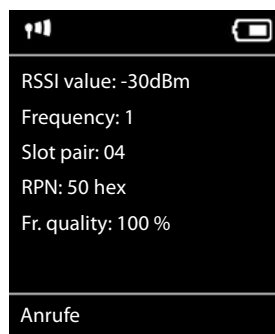 RSSI value: -30dBm
Frequency: 1
Slot pair: 04
RPN: 50 hex
Fr. quality: 100 %
Anrufe